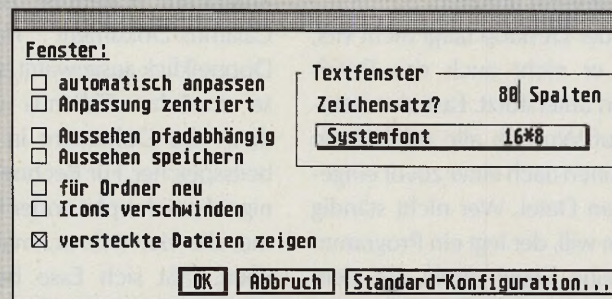 Fenster:
automatisch anpassen
Anpassung zentriert
Aussehen pfadabhängig
Aussehen speichern
für Ordner neu
Icons verschwinden
versteckte Dateien zeigen
Textfenster
80 Spalten
Zeichensatz?
Systemfont 16*8
OK Abbruch Standard-Konfiguration...